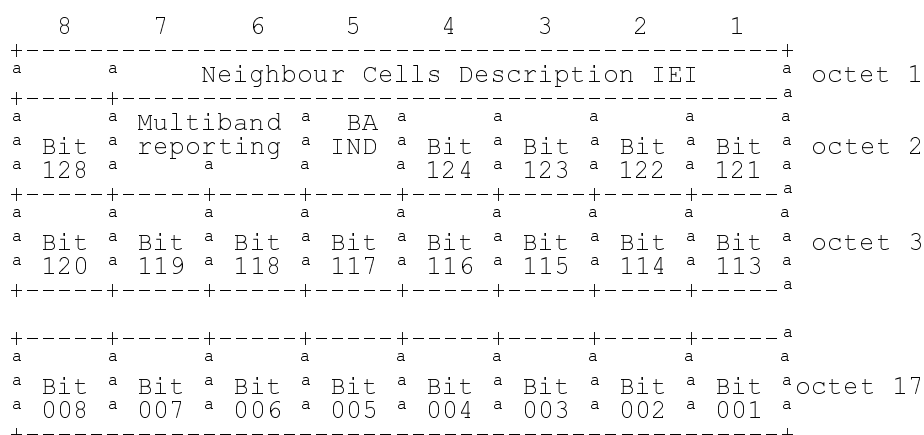 8 7 6 5 4 3 2 1
+-----------------------------------------------+
a a Neighbour Cells Description IEI a octet 1
+-----+----------------------------------------- a
a a Multiband a BA a a a a a
a Bit a reporting a IND a Bit a Bit a Bit a Bit a octet 2
a 128 a a a a 124 a 123 a 122 a 121 a
+-----+-----+-----+-----+-----+-----+-----+----- a
a a a a a a a a a
a Bit a Bit a Bit a Bit a Bit a Bit a Bit a Bit a octet 3
a 120 a 119 a 118 a 117 a 116 a 115 a 114 a 113 a
+-----+-----+-----+-----+-----+-----+-----+----- a
+-----+-----+-----+-----+-----+-----+-----+----- a
a a a a a a a a a
a Bit a Bit a Bit a Bit a Bit a Bit a Bit a Bit a octet 17
a 008 a 007 a 006 a 005 a 004 a 003 a 002 a 001 a
+-----------------------------------------------+